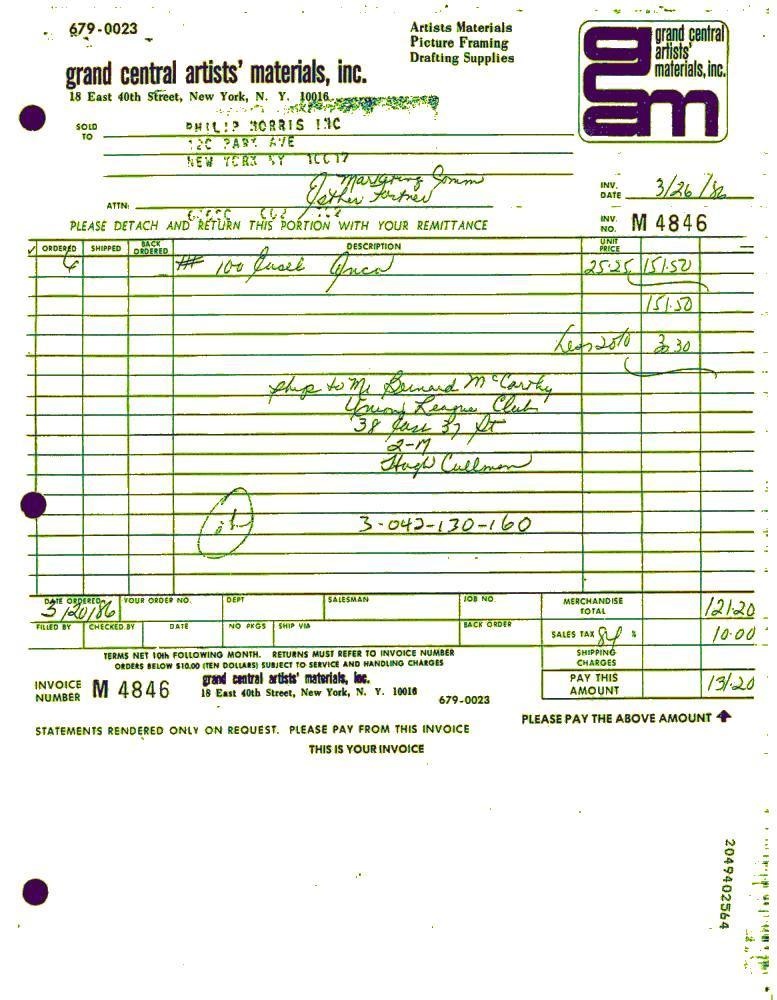 679-0023
Artists Materials
Picture Framing
Drafting Supplies
grand central artists' materials, inc.
18 East 40th Street, New York, N. Y. 10016
grand central
artists'
materials, inc.
gcam
SOLD TO
PHILIP MORRIS INC
120 PARK AVE
NEW YORK NY 10017
Marketing Comm
Esther Fortner
ATTN:
INV. DATE 3/26/86
INV. NO. M 4846
PLEASE DETACH AND RETURN THIS PORTION WITH YOUR REMITTANCE
✓ ORDERED SHIPPED BACK ORDERED DESCRIPTION UNIT PRICE
6 # 100 Easel 25.25 151.50
151.50
Less 20% 30.30
Ship to Mr Bernard McCarthy
Union League Club
38 East 37 St
Hugh Cullman
3-042-130-160
DATE ORDERED YOUR ORDER NO. DEPT SALESMAN JOB NO. MERCHANDISE TOTAL 121.20
3/20/86
FILLED BY CHECKED BY DATE NO PKGS SHIP VIA BACK ORDER SALES TAX 8¼ % 10.00
TERMS NET 10th FOLLOWING MONTH. RETURNS MUST REFER TO INVOICE NUMBER
ORDERS BELOW $10.00 (TEN DOLLARS) SUBJECT TO SERVICE AND HANDLING CHARGES
SHIPPING CHARGES
INVOICE NUMBER M 4846
grand central artists' materials, inc.
18 East 40th Street, New York, N. Y. 10016
679-0023
PAY THIS AMOUNT 131.20
PLEASE PAY THE ABOVE AMOUNT
STATEMENTS RENDERED ONLY ON REQUEST. PLEASE PAY FROM THIS INVOICE
THIS IS YOUR INVOICE
2049402564